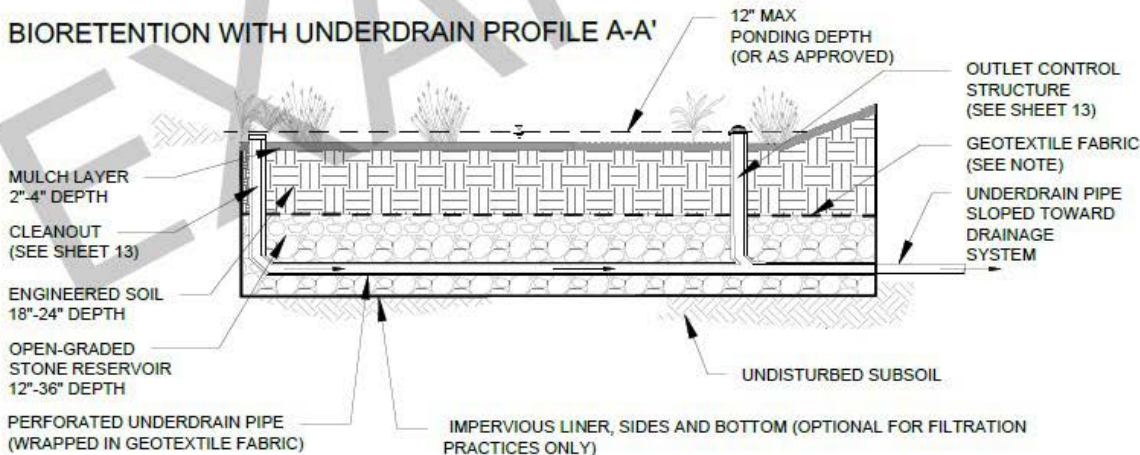 BIORETENTION WITH UNDERDRAIN PROFILE A-A'
12" MAX
PONDING DEPTH
(OR AS APPROVED)
OUTLET CONTROL
STRUCTURE
(SEE SHEET 13)
GEOTEXTILE FABRIC
(SEE NOTE)
UNDERDRAIN PIPE
SLOPED TOWARD
DRAINAGE
SYSTEM
MULCH LAYER
2"-4" DEPTH
CLEANOUT
(SEE SHEET 13)
ENGINEERED SOIL
18"-24" DEPTH
OPEN-GRADED
STONE RESERVOIR
12"-36" DEPTH
PERFORATED UNDERDRAIN PIPE
(WRAPPED IN GEOTEXTILE FABRIC)
UNDISTURBED SUBSOIL
IMPERVIOUS LINER, SIDES AND BOTTOM (OPTIONAL FOR FILTRATION
PRACTICES ONLY)